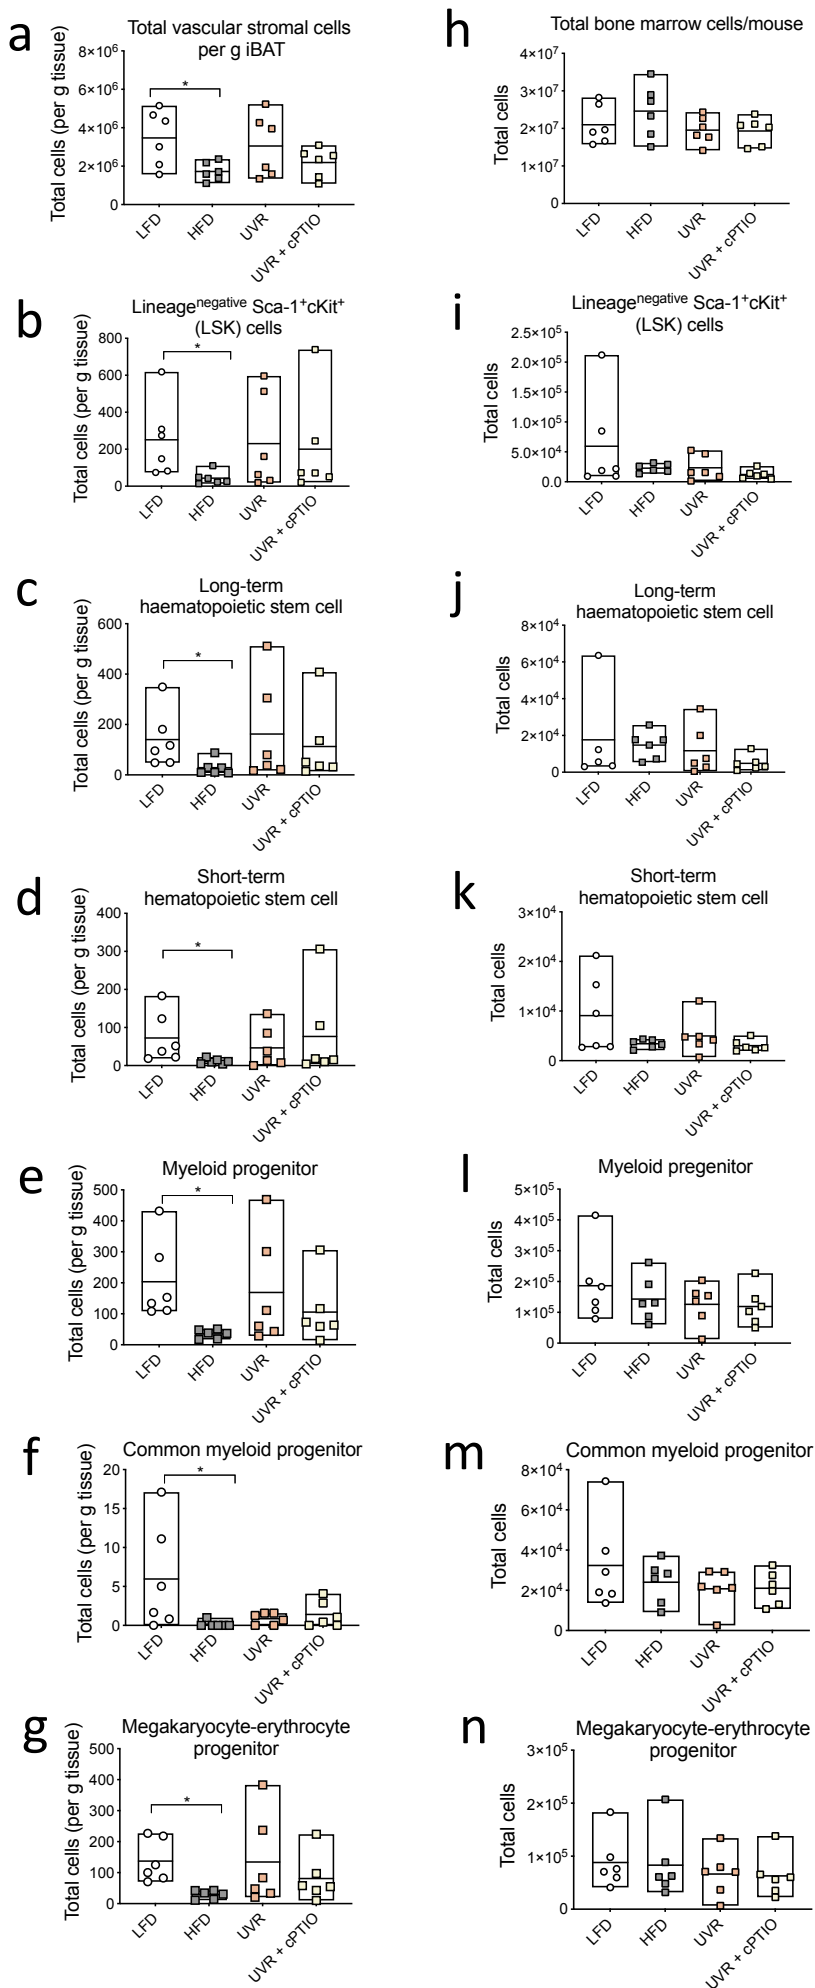 a
Total vascular stromal cells
per g iBAT
Total cells (per g tissue)
8×10⁶
6×10⁶
4×10⁶
2×10⁶
0
*
LFD
HFD
UVR
UVR + cPTIO
h
Total bone marrow cells/mouse
Total cells
4×10⁷
3×10⁷
2×10⁷
1×10⁷
0
LFD
HFD
UVR
UVR + cPTIO
b
Lineageⁿᵉᵍᵃᵗⁱᵛᵉ Sca-1⁺cKit⁺
(LSK) cells
Total cells (per g tissue)
800
600
400
200
0
*
LFD
HFD
UVR
UVR + cPTIO
i
Lineageⁿᵉᵍᵃᵗⁱᵛᵉ Sca-1⁺cKit⁺
(LSK) cells
Total cells
2.5×10⁵
2.0×10⁵
1.5×10⁵
1.0×10⁵
5.0×10⁴
0.0
LFD
HFD
UVR
UVR + cPTIO
c
Long-term
haematopoietic stem cell
Total cells (per g tissue)
600
400
200
0
*
LFD
HFD
UVR
UVR + cPTIO
j
Long-term
haematopoietic stem cell
Total cells
8×10⁴
6×10⁴
4×10⁴
2×10⁴
0
LFD
HFD
UVR
UVR + cPTIO
d
Short-term
hematopoietic stem cell
Total cells (per g tissue)
400
300
200
100
0
*
LFD
HFD
UVR
UVR + cPTIO
k
Short-term
hematopoietic stem cell
Total cells
3×10⁴
2×10⁴
1×10⁴
0
LFD
HFD
UVR
UVR + cPTIO
e
Myeloid progenitor
Total cells (per g tissue)
500
400
300
200
100
0
*
LFD
HFD
UVR
UVR + cPTIO
l
Myeloid pregenitor
Total cells
5×10⁵
4×10⁵
3×10⁵
2×10⁵
1×10⁵
0
LFD
HFD
UVR
UVR + cPTIO
f
Common myeloid progenitor
Total cells (per g tissue)
20
15
10
5
0
*
LFD
HFD
UVR
UVR + cPTIO
m
Common myeloid progenitor
Total cells
8×10⁴
6×10⁴
4×10⁴
2×10⁴
0
LFD
HFD
UVR
UVR + cPTIO
g
Megakaryocyte-erythrocyte
progenitor
Total cells (per g tissue)
500
400
300
200
100
0
*
LFD
HFD
UVR
UVR + cPTIO
n
Megakaryocyte-erythrocyte
progenitor
Total cells
3×10⁵
2×10⁵
1×10⁵
0
LFD
HFD
UVR
UVR + cPTIO